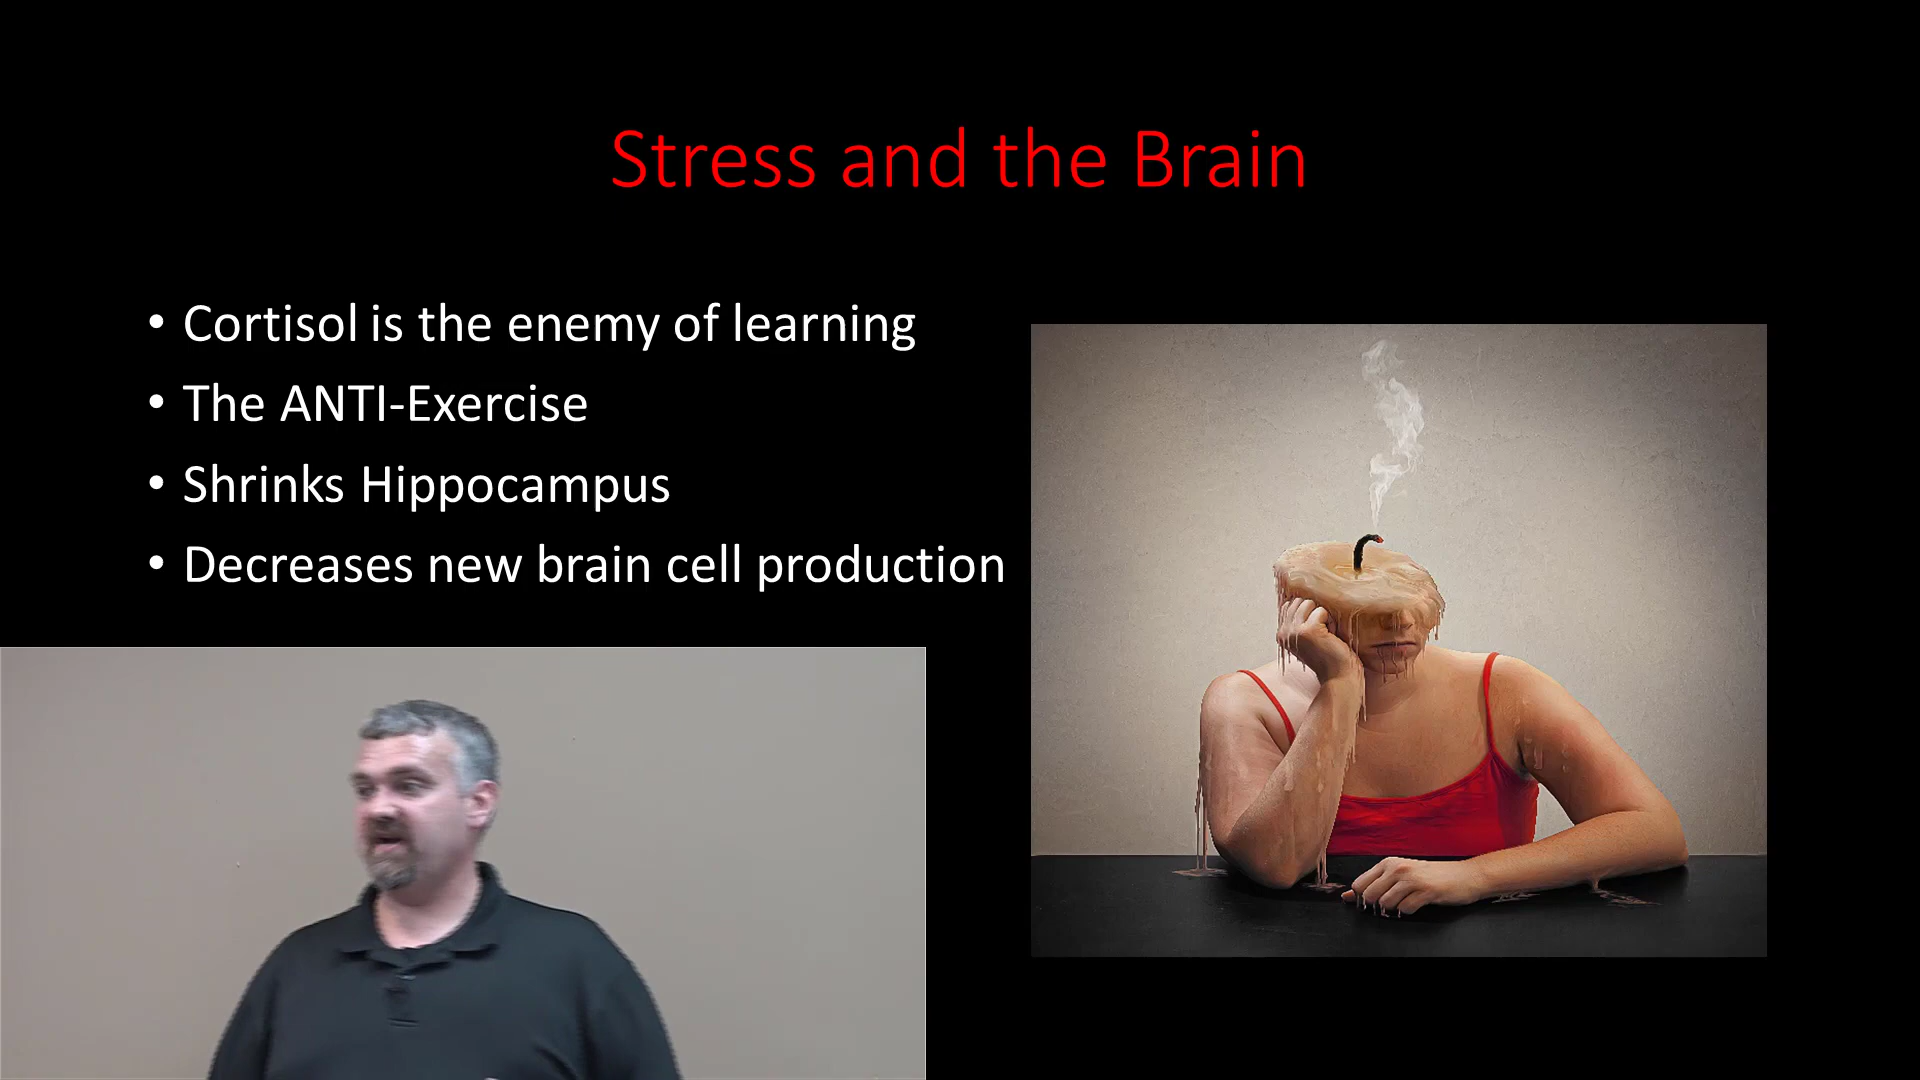 Stress and the Brain
• Cortisol is the enemy of learning
• The ANTI-Exercise
• Shrinks Hippocampus
• Decreases new brain cell production